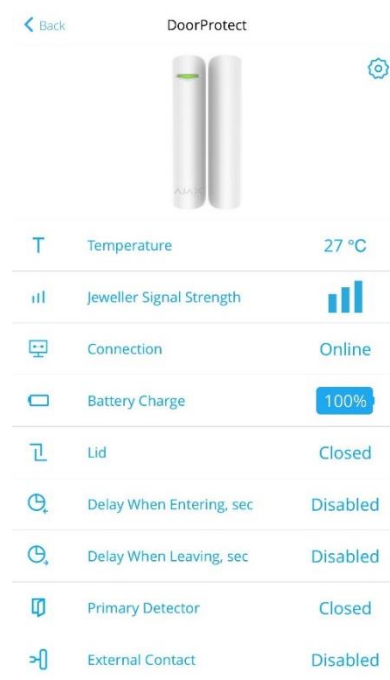 Back
DoorProtect
AJAX
Temperature 27 °C
Jeweller Signal Strength
Connection Online
Battery Charge 100%
Lid Closed
Delay When Entering, sec Disabled
Delay When Leaving, sec Disabled
Primary Detector Closed
External Contact Disabled